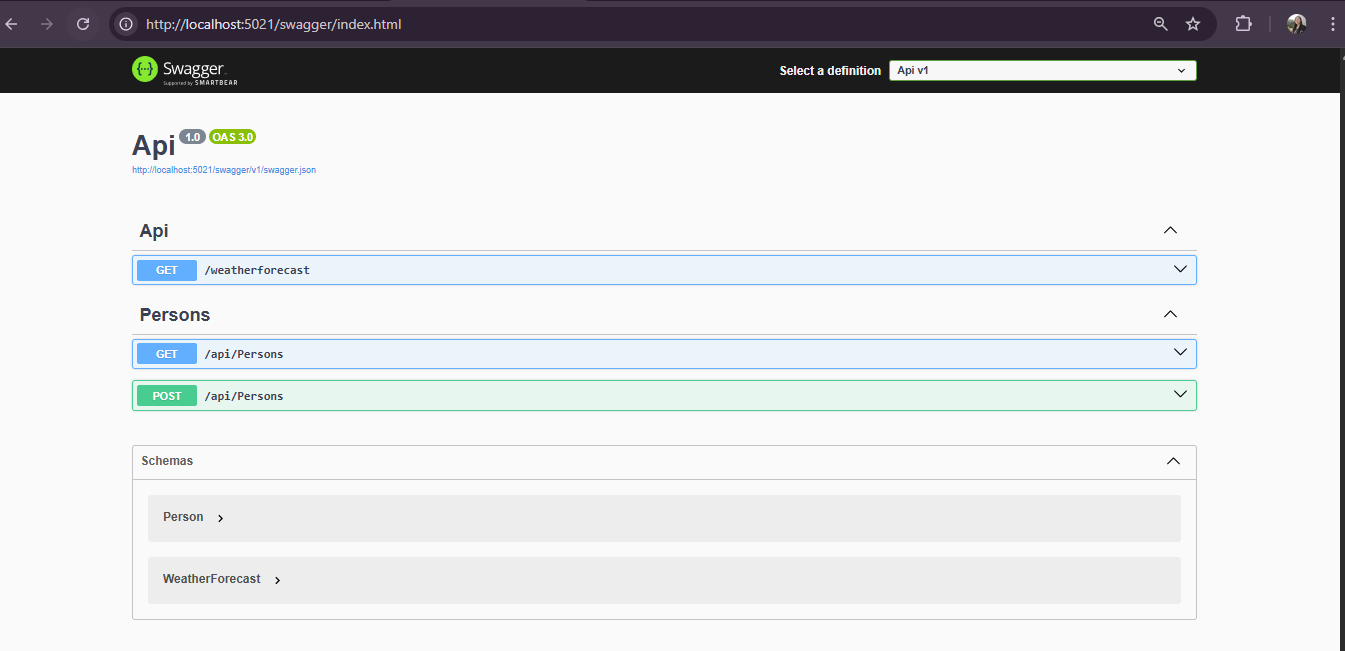 http://localhost:5021/swagger/index.html
Swagger
Supported by SMARTBEAR
Select a definition
Api v1
Api 1.0 OAS 3.0
http://localhost:5021/swagger/v1/swagger.json
Api
GET /weatherforecast
Persons
GET /api/Persons
POST /api/Persons
Schemas
Person
WeatherForecast